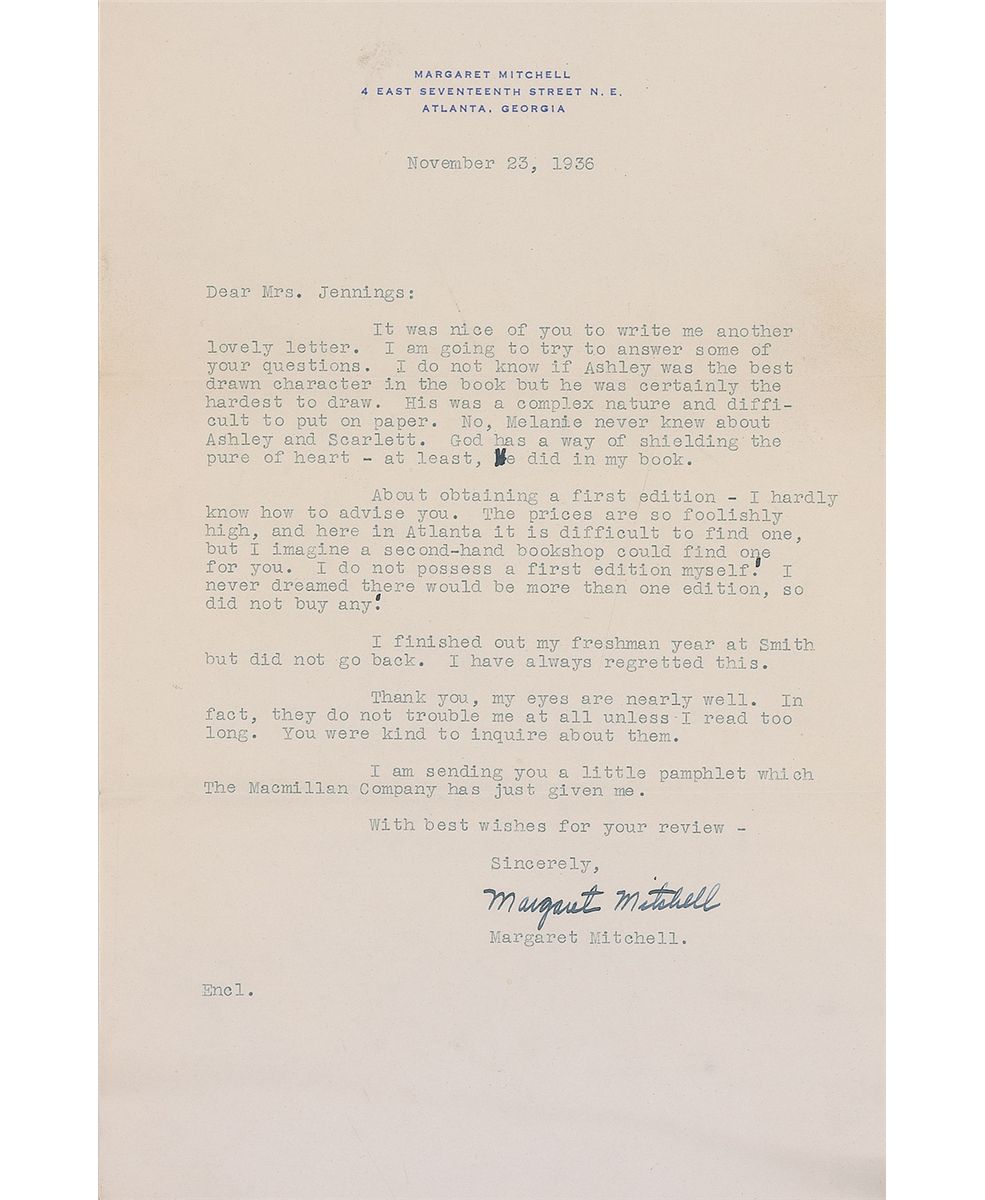 MARGARET MITCHELL
4 EAST SEVENTEENTH STREET N. E.
ATLANTA, GEORGIA
November 23, 1936
Dear Mrs. Jennings:
It was nice of you to write me another
lovely letter. I am going to try to answer some of
your questions. I do not know if Ashley was the best
drawn character in the book but he was certainly the
hardest to draw. His was a complex nature and diffi-
cult to put on paper. No, Melanie never knew about
Ashley and Scarlett. God has a way of shielding the
pure of heart - at least, He did in my book.
About obtaining a first edition - I hardly
know how to advise you. The prices are so foolishly
high, and here in Atlanta it is difficult to find one,
but I imagine a second-hand bookshop could find one
for you. I do not possess a first edition myself! I
never dreamed there would be more than one edition, so
did not buy any!
I finished out my freshman year at Smith
but did not go back. I have always regretted this.
Thank you, my eyes are nearly well. In
fact, they do not trouble me at all unless I read too
long. You were kind to inquire about them.
I am sending you a little pamphlet which
The Macmillan Company has just given me.
With best wishes for your review -
Sincerely,
Margaret Mitchell
Margaret Mitchell.
Encl.